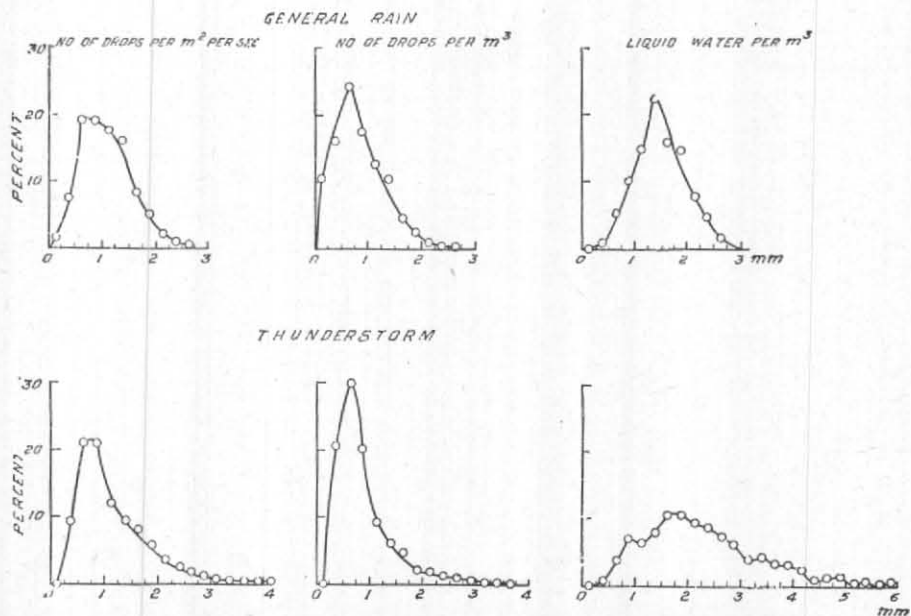 GENERAL RAIN
NO OF DROPS PER m² PER SEC
NO OF DROPS PER m³
LIQUID WATER PER m³
PERCENT
30
20
10
0 1 2 3
0 1 2 3
0 1 2 3 mm
THUNDERSTORM
PERCENT
30
20
10
1 2 3 4
0 1 2 3 4
0 1 2 3 4 5 6
mm